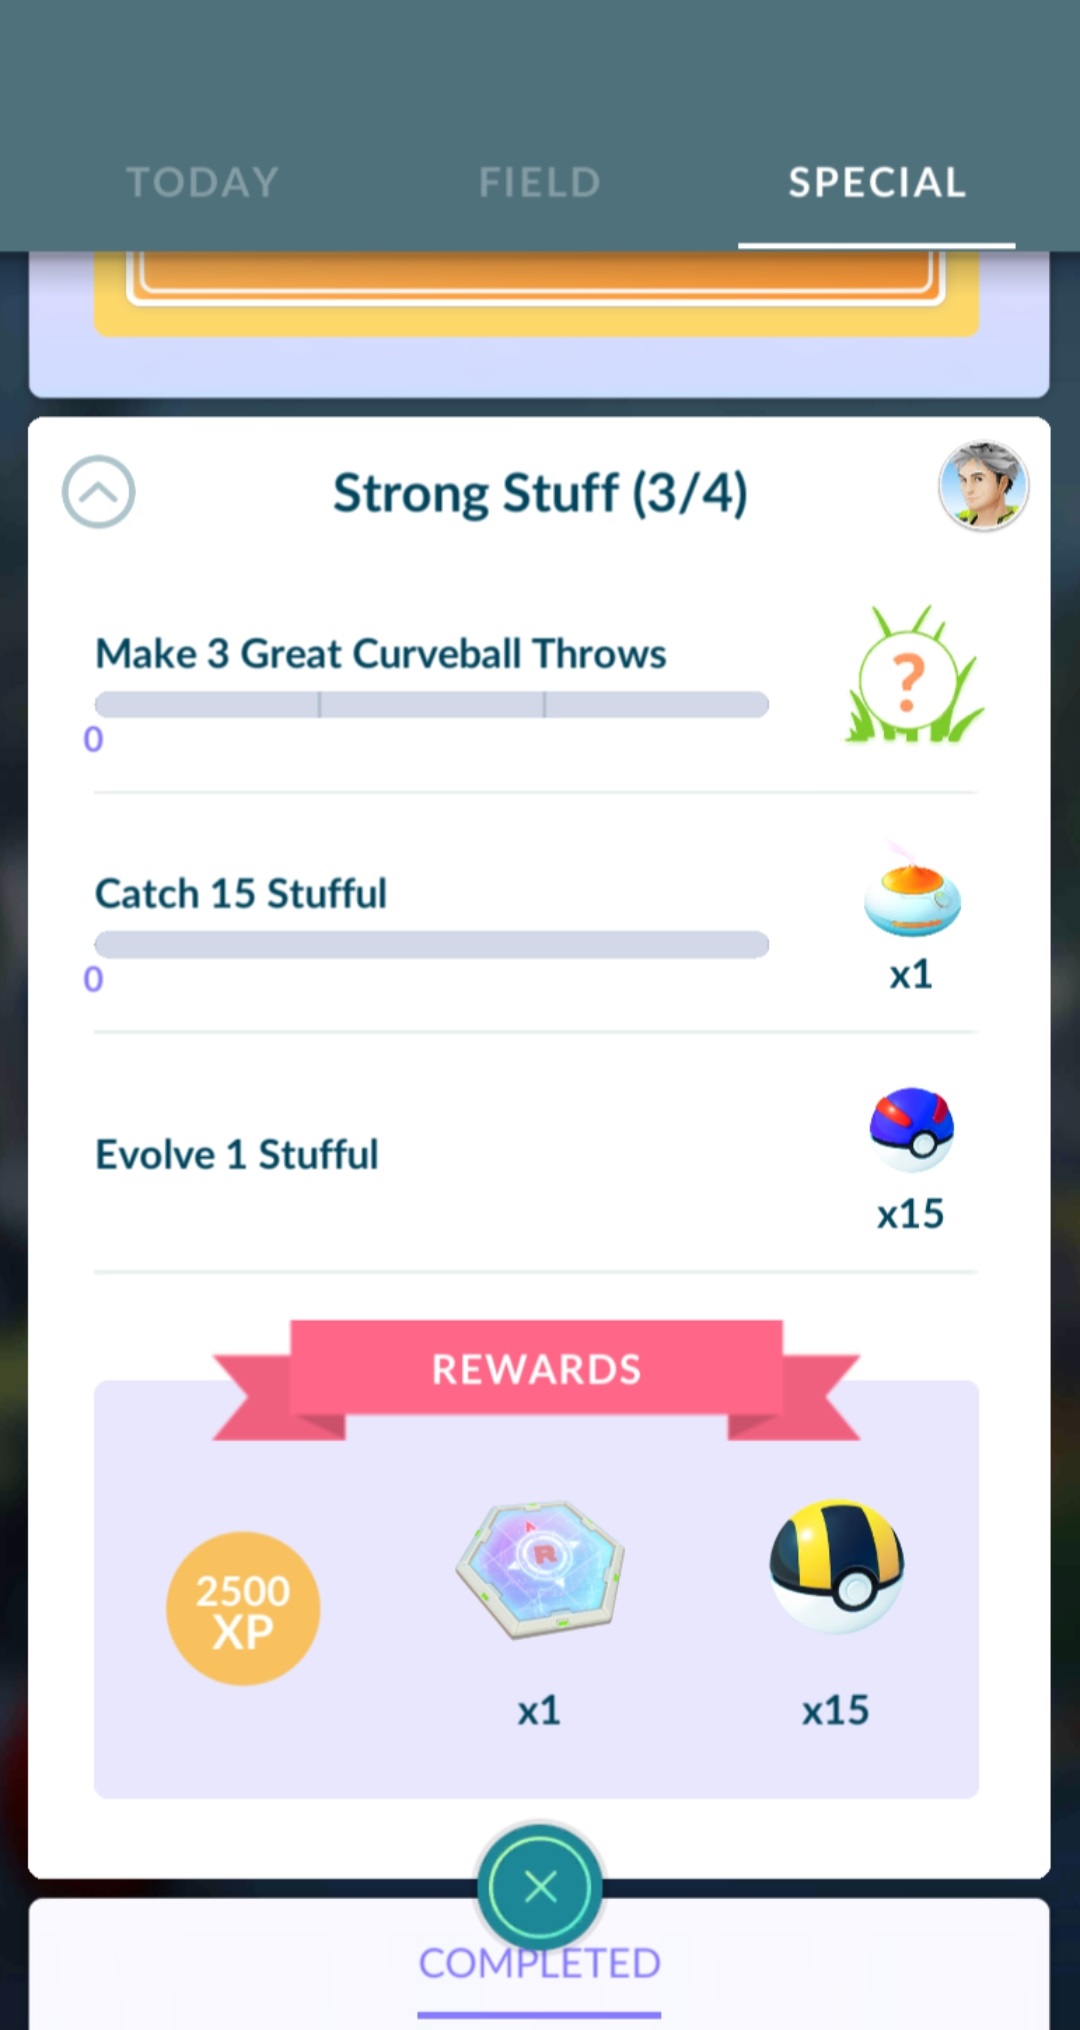 TODAY FIELD SPECIAL
Strong Stuff (3/4)
Make 3 Great Curveball Throws
?
0
Catch 15 Stufful
0
x1
Evolve 1 Stufful
x15
REWARDS
2500
XP
R
x1
x15
COMPLETED